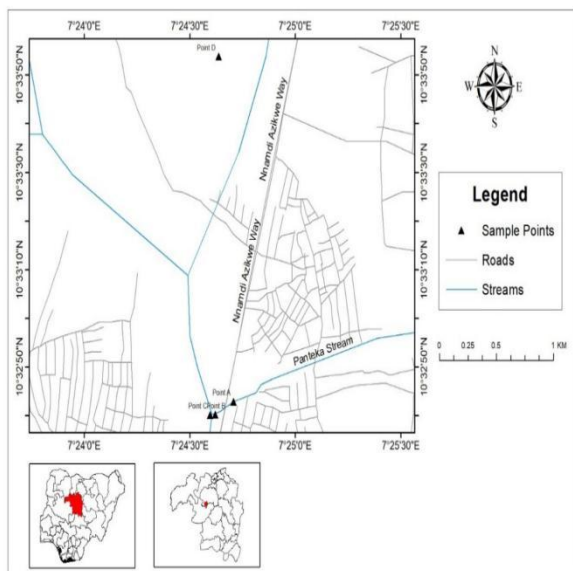 7°24'0"E
7°24'30"E
7°25'0"E
7°25'30"E
Point D
N
W
E
S
10°33'50"N
10°33'50"N
Nnamdi Azikwe Way
10°33'30"N
10°33'30"N
Legend
Sample Points
Roads
Streams
Nnamdi Azikwe Way
10°33'10"N
10°33'10"N
Panteka Stream
0
0.25
0.5
1 KM
10°32'50"N
10°32'50"N
Point A
Point C
Point B
7°24'0"E
7°24'30"E
7°25'0"E
7°25'30"E